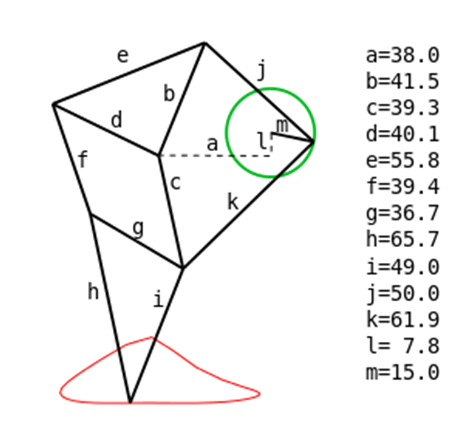 e
j
b
d
m
a
l
f
c
k
g
h
i
a=38.0
b=41.5
c=39.3
d=40.1
e=55.8
f=39.4
g=36.7
h=65.7
i=49.0
j=50.0
k=61.9
l= 7.8
m=15.0